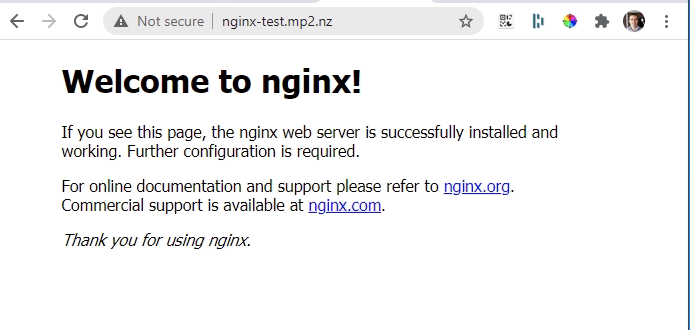 Not secure | nginx-test.mp2.nz
Welcome to nginx!
If you see this page, the nginx web server is successfully installed and
working. Further configuration is required.
For online documentation and support please refer to nginx.org.
Commercial support is available at nginx.com.
Thank you for using nginx.